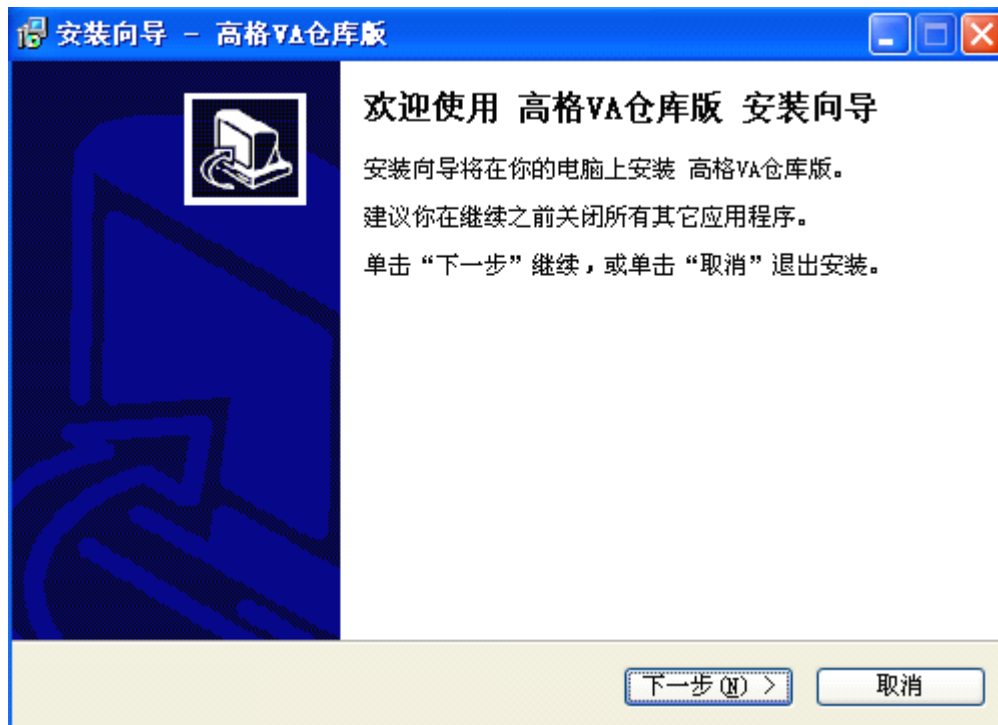 安装向导 - 高格VA仓库版
欢迎使用 高格VA仓库版 安装向导
安装向导将在你的电脑上安装 高格VA仓库版。
建议你在继续之前关闭所有其它应用程序。
单击“下一步”继续，或单击“取消”退出安装。
下一步(N) >
取消